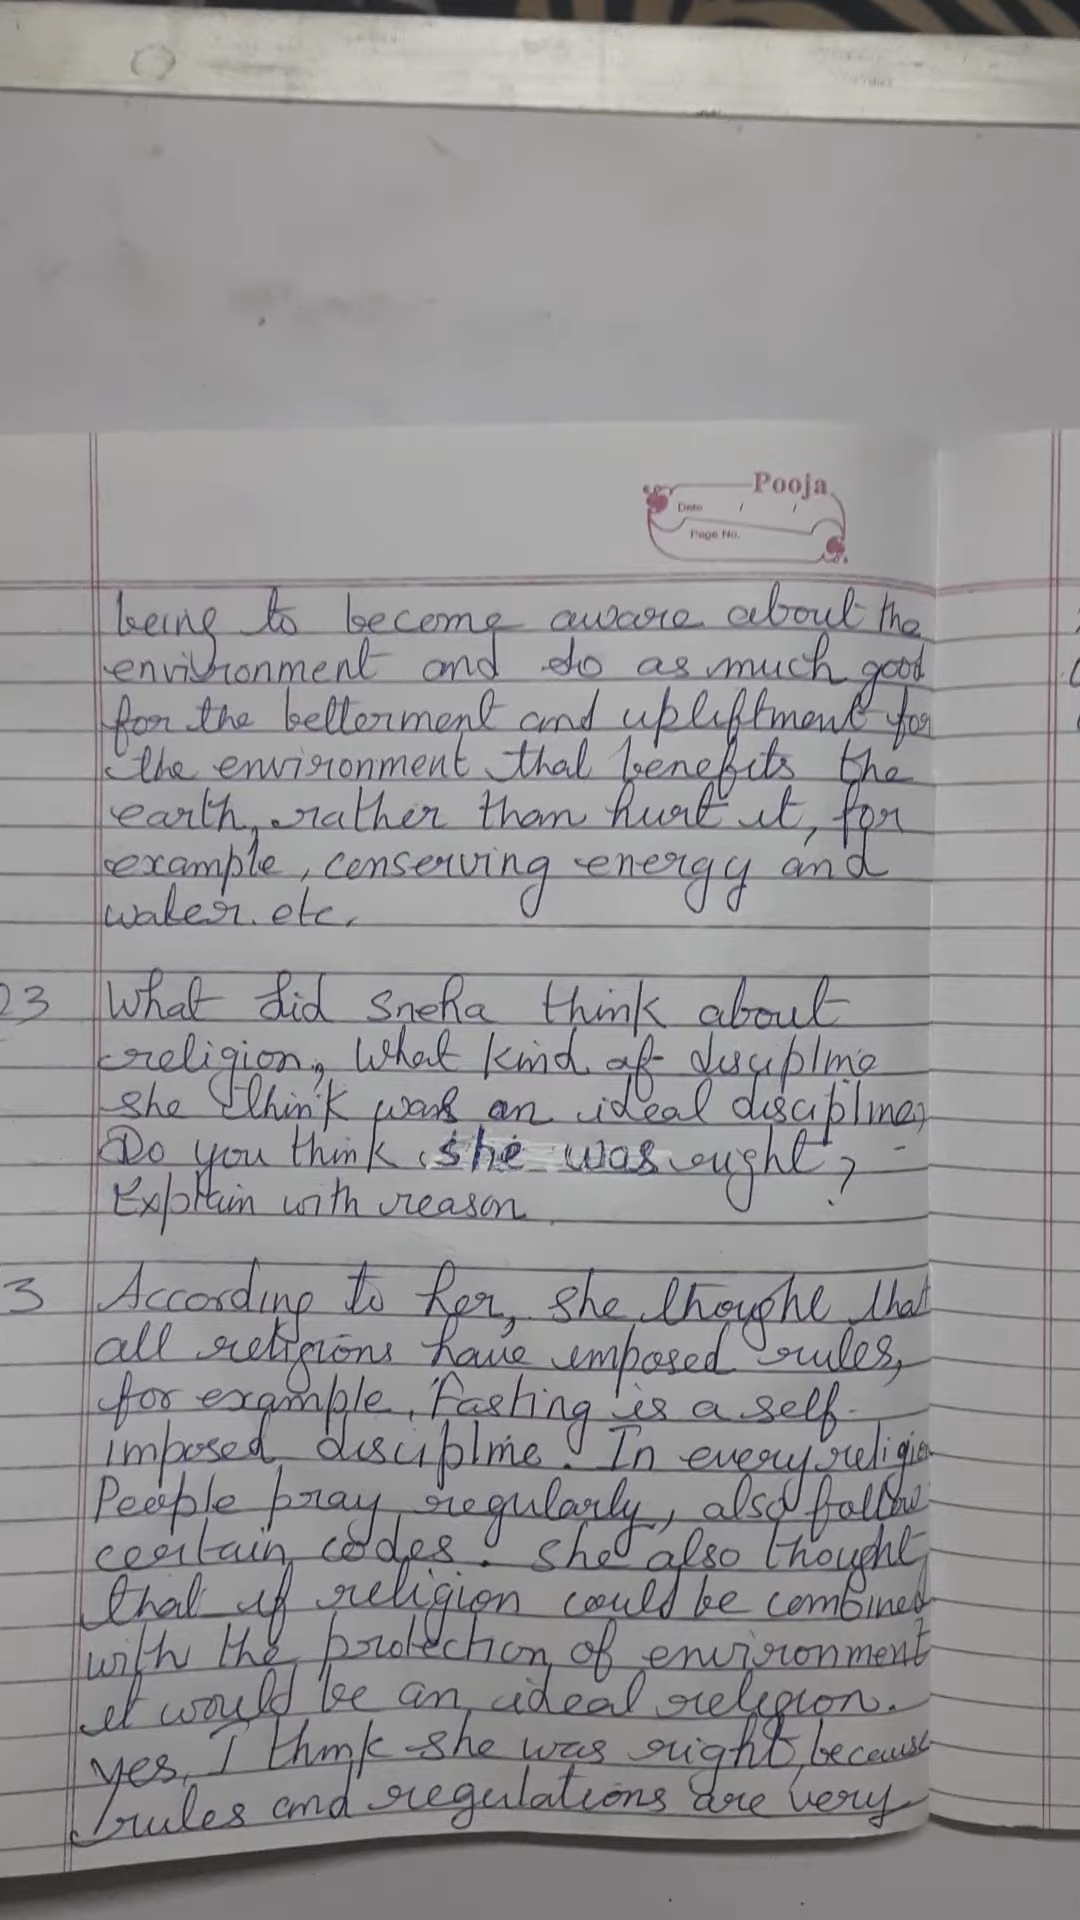 Pooja
Date / /
Page No.
being to become aware about the
environment and do as much good
for the betterment and upliftment for
the environment that benefits the
earth, rather than hurt it, for
example, conserving energy and
water. etc.
23 What did Sneha think about
religion, What kind of discipline
she think was an ideal discipline,
Do you think she was right?
Explain with reason
3 According to her, she thought that
all religions have imposed rules,
for example, Fasting is a self-
imposed discipline. In every religion
People pray regularly, also follow
certain codes. She also thought
that if religion could be combined
with the protection of environment
it would be an ideal religion.
yes, I think she was right, because
rules and regulations are very